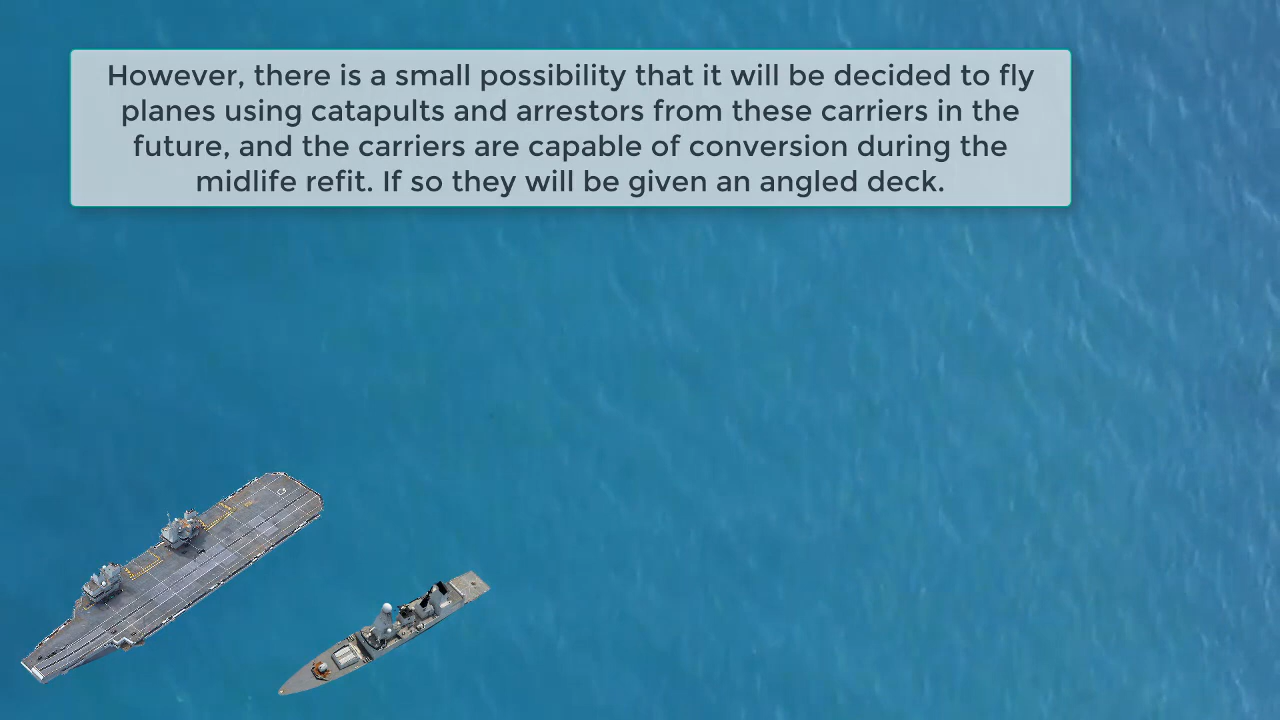 However, there is a small possibility that it will be decided to fly
planes using catapults and arrestors from these carriers in the
future, and the carriers are capable of conversion during the
midlife refit. If so they will be given an angled deck.